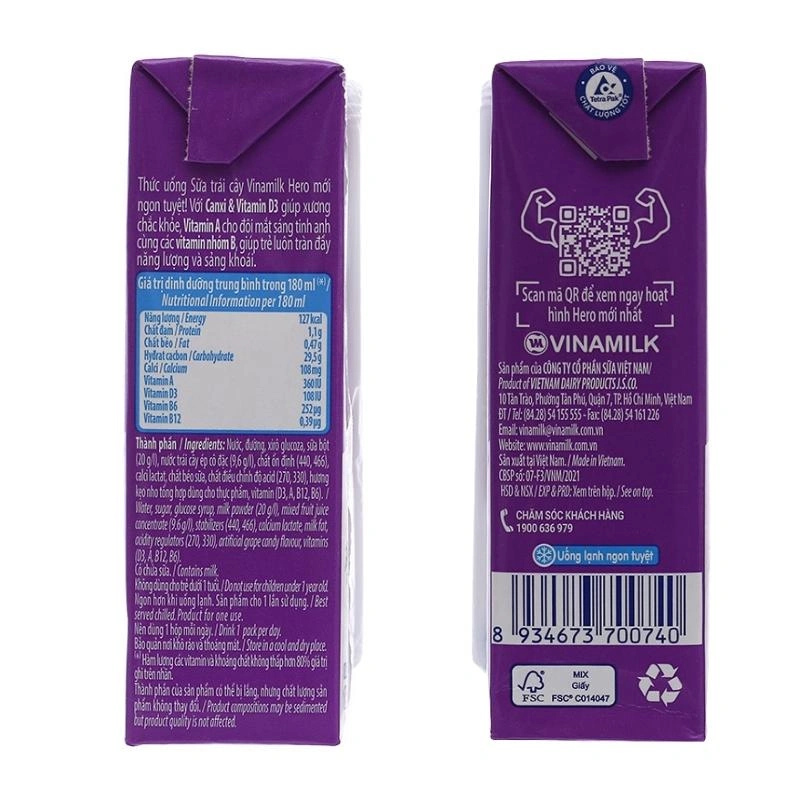 Thức uống Sữa trái cây Vinamilk Hero mới
ngon tuyệt! Với Canxi & Vitamin D3 giúp xương
chắc khỏe, Vitamin A cho đôi mắt sáng tinh anh
cùng các vitamin nhóm B, giúp trẻ luôn tràn đầy
năng lượng và sảng khoái.
Giá trị dinh dưỡng trung bình trong 180 ml (*)/
Nutritional Information per 180 ml
Năng lượng / Energy 127 kcal
Chất đạm / Protein 1,1g
Chất béo / Fat 0,47g
Hydrat cacbon / Carbohydrate 29,5g
Calci / Calcium 108 mg
Vitamin A 360 IU
Vitamin D3 108 IU
Vitamin B6 252 µg
Vitamin B12 0,39 µg
Thành phần / Ingredients: Nước, đường, xirô glucoza, sữa bột
(20 g/l), nước trái cây ép cô đặc (9,6 g/l), chất ổn định (440, 466),
calci lactat, chất béo sữa, chất điều chỉnh độ acid (270, 330), hương
kẹo nho tổng hợp dùng cho thực phẩm, vitamin (D3, A, B12, B6). /
Water, sugar, glucose syrup, milk powder (20 g/l), mixed fruit juice
concentrate (9.6 g/l), stabilizers (440, 466), calcium lactate, milk fat,
acidity regulators (270, 330), artificial grape candy flavour, vitamins
(D3, A, B12, B6).
Có chứa sữa. / Contains milk.
Không dùng cho trẻ dưới 1 tuổi. / Do not use for children under 1 year old.
Ngon hơn khi uống lạnh. Sản phẩm cho 1 lần sử dụng. / Best
served chilled. Product for one use.
Nên dùng 1 hộp mỗi ngày. / Drink 1 pack per day.
Bảo quản nơi khô ráo và thoáng mát. / Store in a cool and dry place.
(*) Hàm lượng các vitamin và khoáng chất không thấp hơn 80% giá trị
ghi trên nhãn.
Thành phần của sản phẩm có thể bị lắng, nhưng chất lượng sản
phẩm không thay đổi. / Product compositions may be sedimented
but product quality is not affected.
BẢO VỆ
Tetra Pak®
CHẤT LƯỢNG TỐT
Scan mã QR để xem ngay hoạt
hình Hero mới nhất
VM VINAMILK
Sản phẩm của CÔNG TY CỔ PHẦN SỮA VIỆT NAM/
Product of VIETNAM DAIRY PRODUCTS J.S.CO.
10 Tân Trào, Phường Tân Phú, Quận 7, TP. Hồ Chí Minh, Việt Nam
ĐT / Tel: (84.28) 54 155 555 - Fax: (84.28) 54 161 226
Email: vinamilk@vinamilk.com.vn
Website: www.vinamilk.com.vn
Sản xuất tại Việt Nam. / Made in Vietnam.
CBSP số: 07-F3/VNM/2021
HSD & NSX / EXP & PRO: Xem trên hộp. / See on top.
CHĂM SÓC KHÁCH HÀNG
1900 636 979
Uống lạnh ngon tuyệt
8 934673 700740
FSC
MIX
Giấy
FSC® C014047